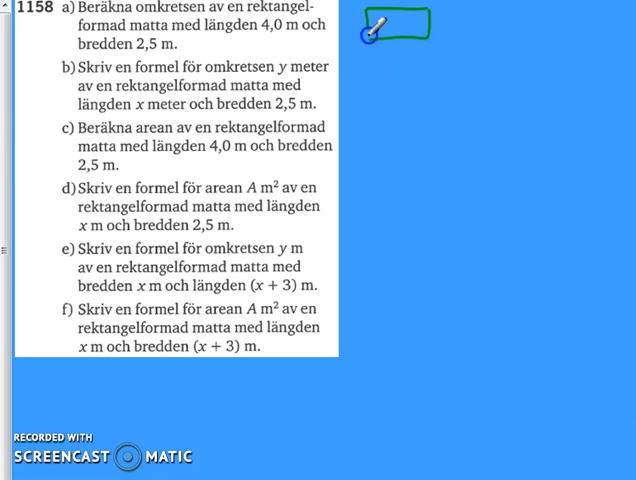 1158 a) Beräkna omkretsen av en rektangel-
formad matta med längden 4,0 m och
bredden 2,5 m.
b) Skriv en formel för omkretsen y meter
av en rektangelformad matta med
längden x meter och bredden 2,5 m.
c) Beräkna arean av en rektangelformad
matta med längden 4,0 m och bredden
2,5 m.
d) Skriv en formel för arean A m² av en
rektangelformad matta med längden
x m och bredden 2,5 m.
e) Skriv en formel för omkretsen y m
av en rektangelformad matta med
bredden x m och längden (x + 3) m.
f) Skriv en formel för arean A m² av en
rektangelformad matta med längden
x m och bredden (x + 3) m.
RECORDED WITH
SCREENCAST MATIC